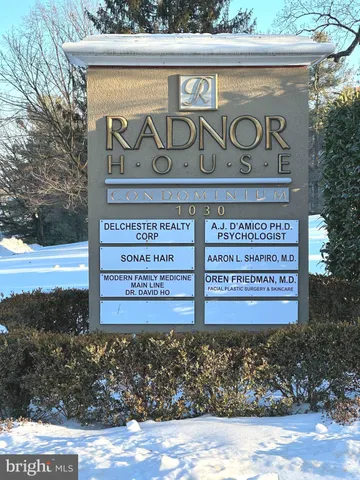 R
RADNOR
H·O·U·S·E
CONDOMINIUM
1030
DELCHESTER REALTY
CORP
A.J. D'AMICO PH.D.
PSYCHOLOGIST
SONAE HAIR
AARON L. SHAPIRO, M.D.
MODERN FAMILY MEDICINE
MAIN LINE
DR. DAVID HO
OREN FRIEDMAN, M.D.
FACIAL PLASTIC SURGERY & SKINCARE
bright MLS